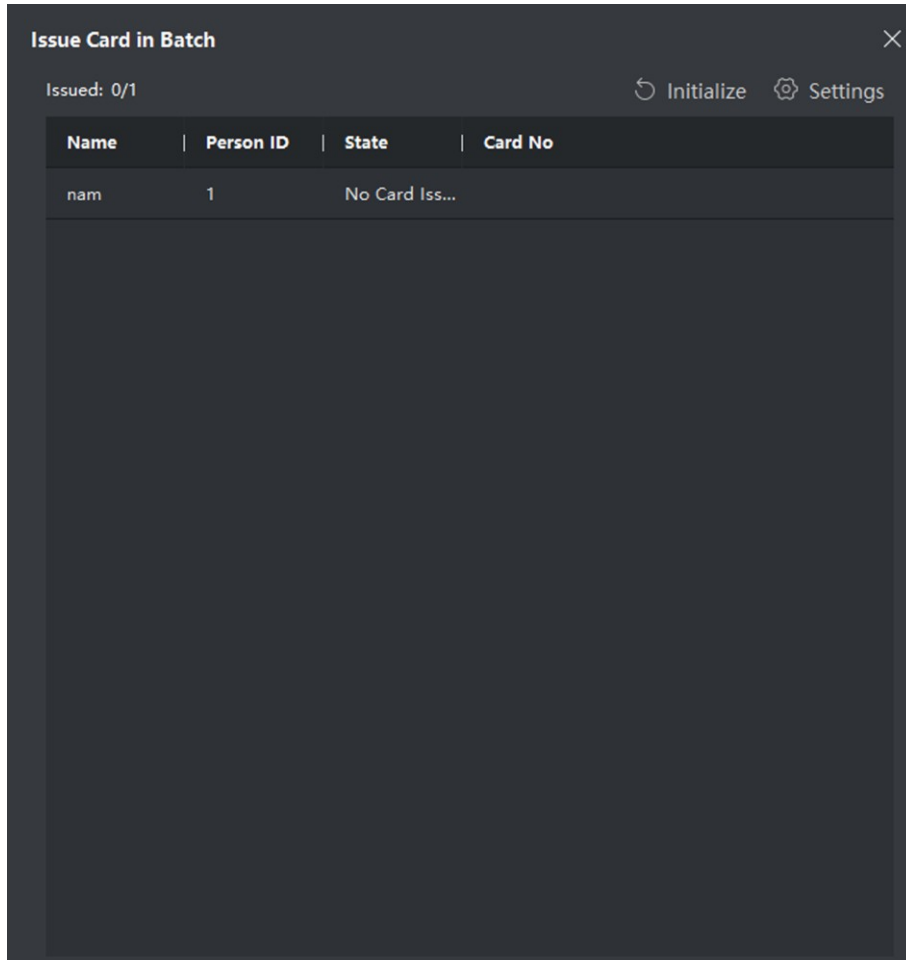 Issue Card in Batch
Issued: 0/1 Initialize Settings
Name | Person ID | State | Card No
nam 1 No Card Iss...